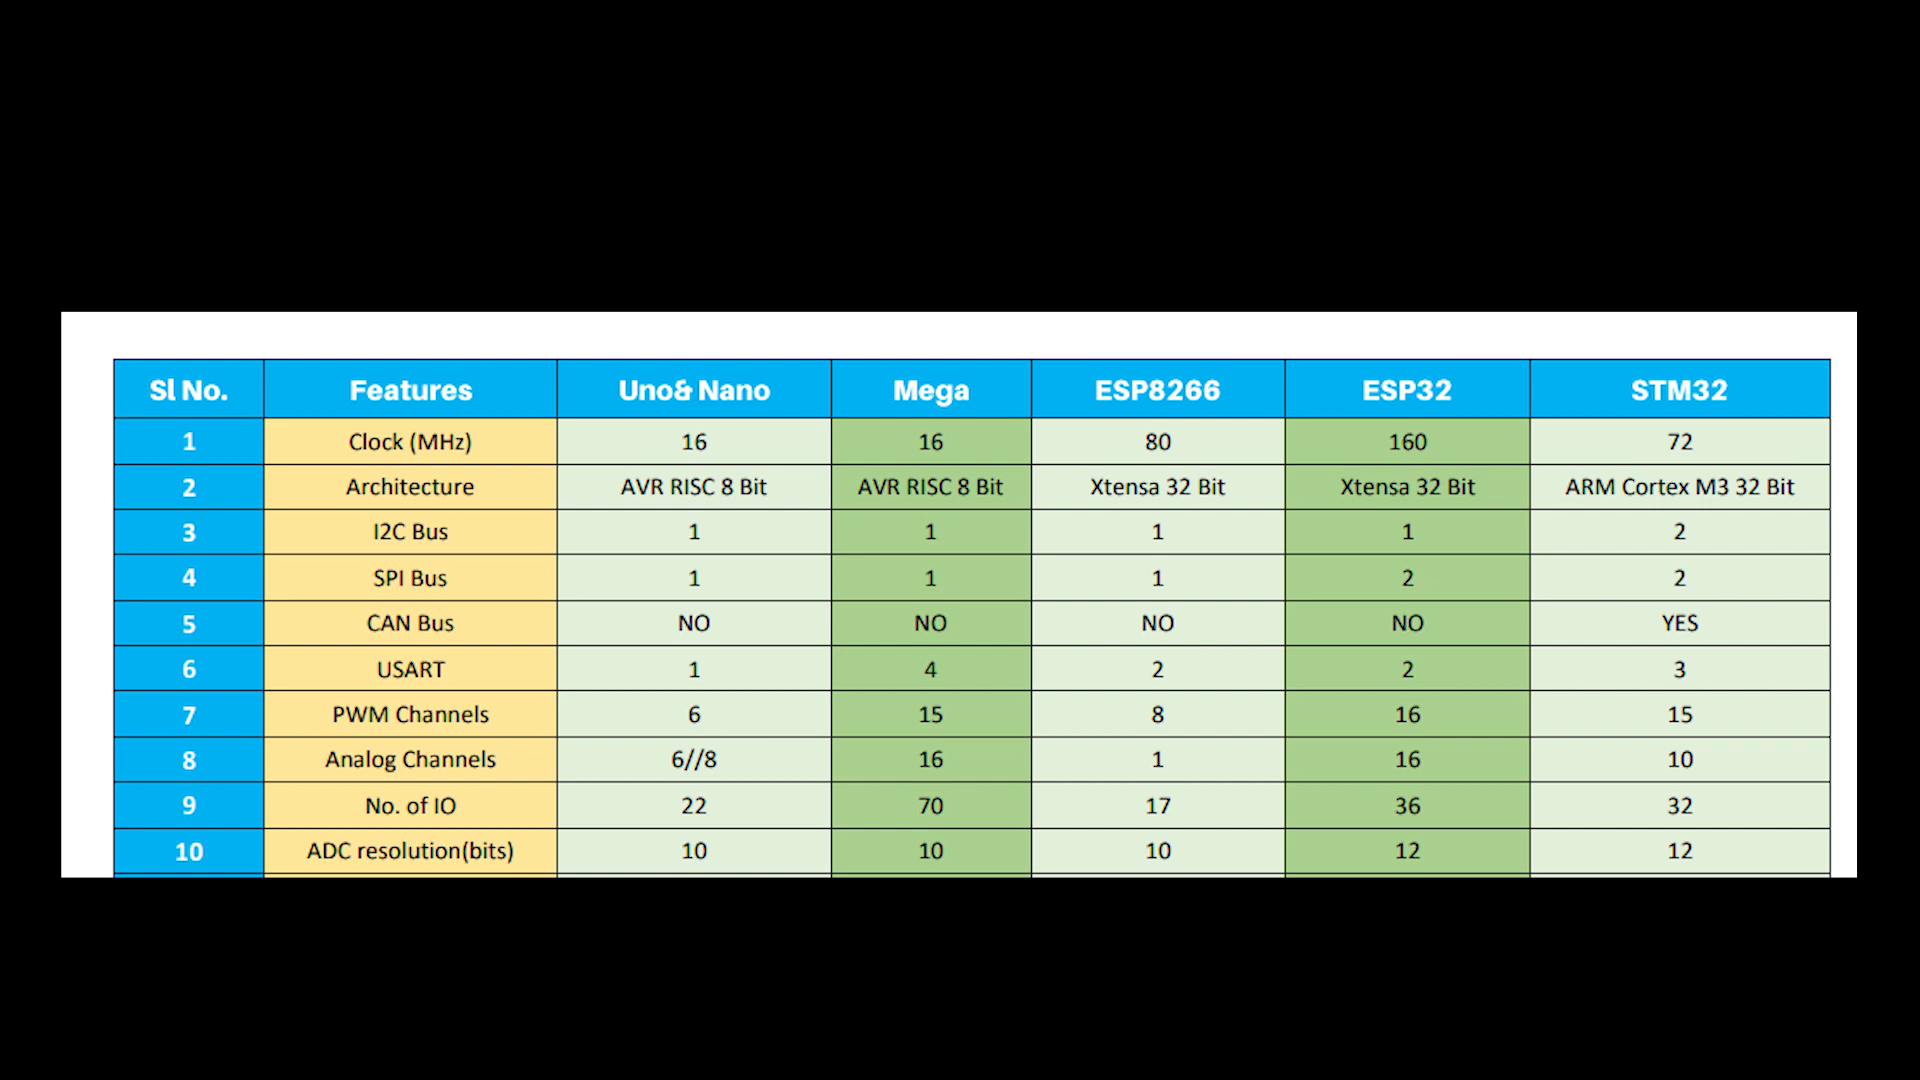 Sl No. Features Uno& Nano Mega ESP8266 ESP32 STM32
1 Clock (MHz) 16 16 80 160 72
2 Architecture AVR RISC 8 Bit AVR RISC 8 Bit Xtensa 32 Bit Xtensa 32 Bit ARM Cortex M3 32 Bit
3 I2C Bus 1 1 1 1 2
4 SPI Bus 1 1 1 2 2
5 CAN Bus NO NO NO NO YES
6 USART 1 4 2 2 3
7 PWM Channels 6 15 8 16 15
8 Analog Channels 6//8 16 1 16 10
9 No. of IO 22 70 17 36 32
10 ADC resolution(bits) 10 10 10 12 12